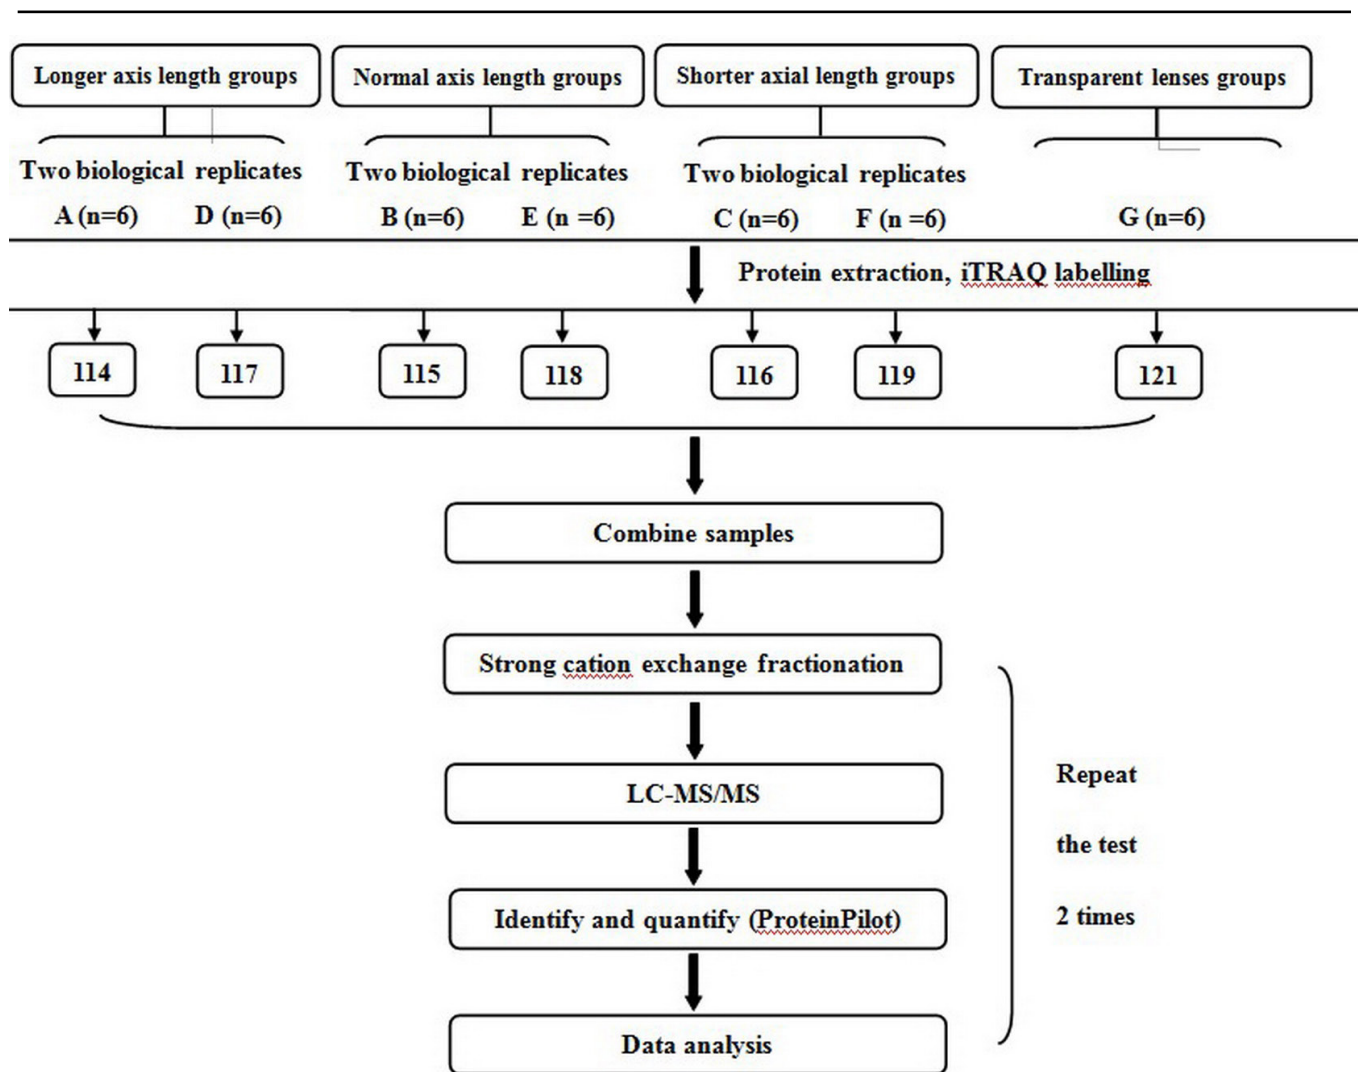 Longer axis length groups
Normal axis length groups
Shorter axial length groups
Transparent lenses groups
Two biological replicates
Two biological replicates
Two biological replicates
A (n=6) D (n=6)
B (n=6) E (n =6)
C (n=6) F (n =6)
G (n=6)
Protein extraction, iTRAQ labelling
114
117
115
118
116
119
121
Combine samples
Strong cation exchange fractionation
LC-MS/MS
Identify and quantify (ProteinPilot)
Data analysis
Repeat
the test
2 times